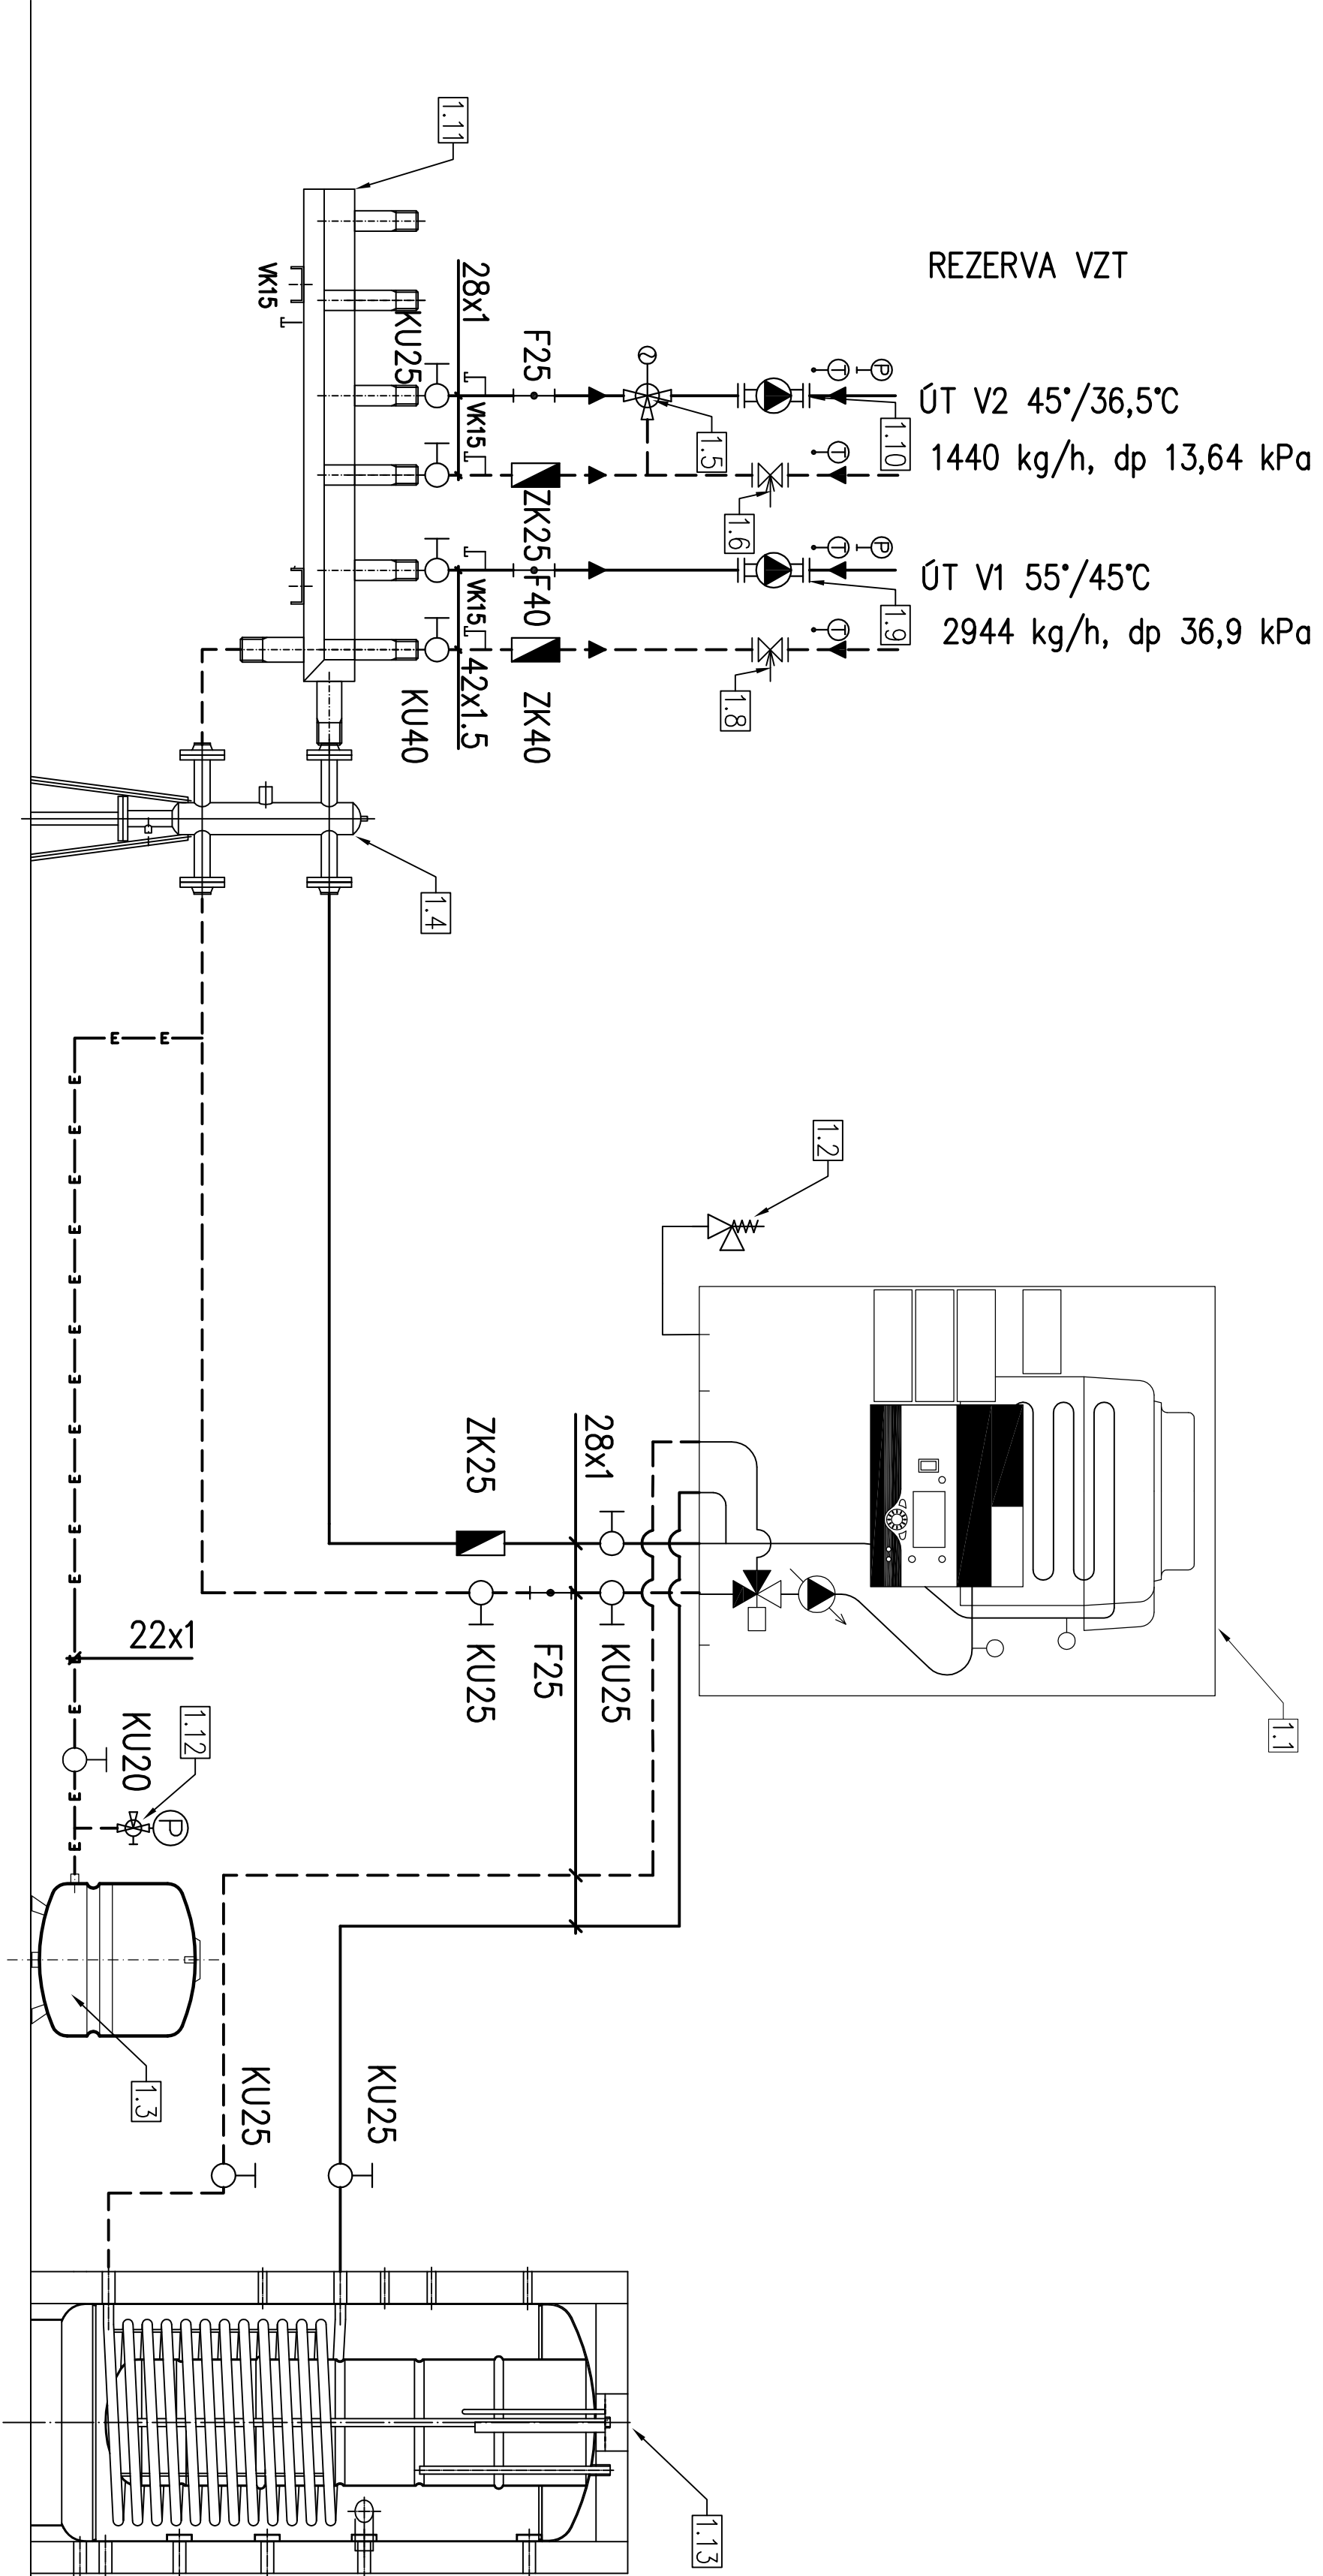 REZERVA VZT
1.11
VK15
28x1
KU25
F25
VK15
P
T
T
1.5
1.10
ÚT V2 45°/36,5°C
1440 kg/h, dp 13,64 kPa
ZK25
1.6
F40
VK15
P
T
T
1.9
ÚT V1 55°/45°C
2944 kg/h, dp 36,9 kPa
42x1.5
KU40
ZK40
1.8
1.4
E E
E E E E E E E E E E E E E E E E
1.2
1.1
ZK25
28x1
KU25
F25
KU25
22x1
KU20
1.12
P
1.3
KU25
KU25
1.13